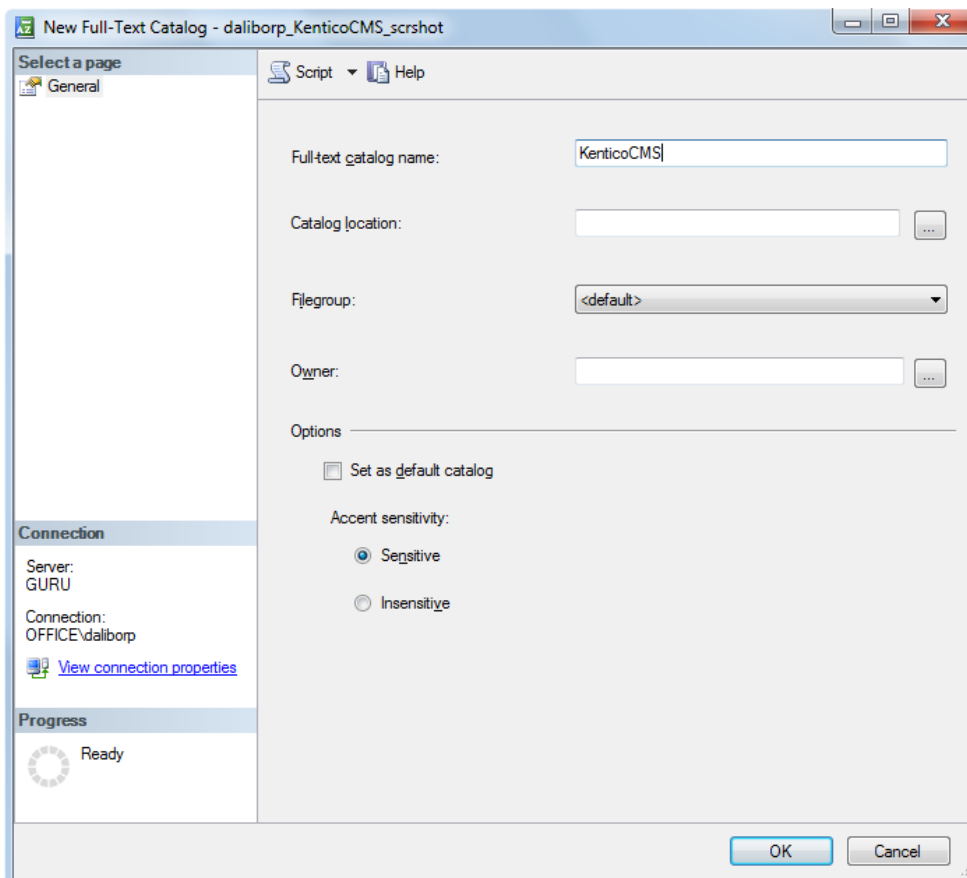 New Full-Text Catalog - daliborp_KenticoCMS_scrshot
Select a page
General
Script
Help
Full-text catalog name:
KenticoCMS
Catalog location:
...
Filegroup:
<default>
Owner:
...
Options
Set as default catalog
Accent sensitivity:
Sensitive
Insensitive
Connection
Server:
GURU
Connection:
OFFICE\daliborp
View connection properties
Progress
Ready
OK
Cancel